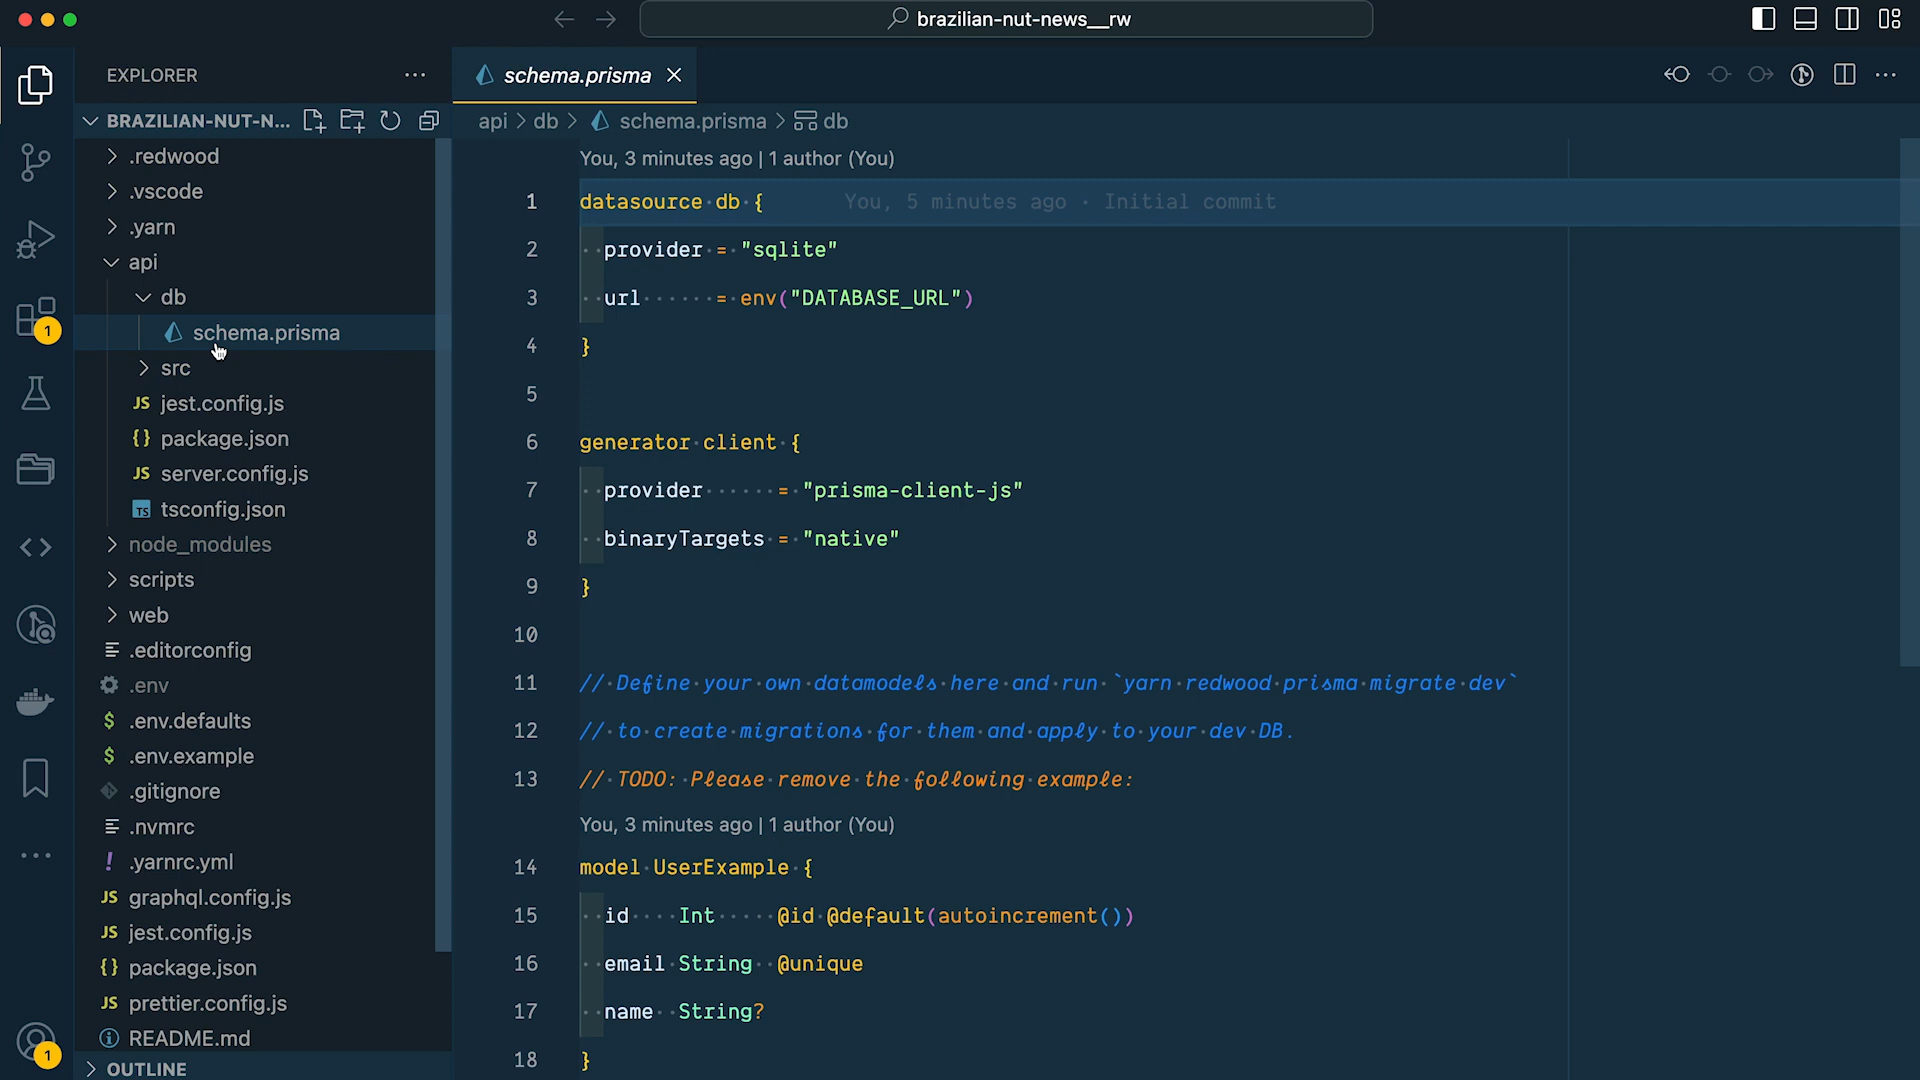 brazilian-nut-news__rw
EXPLORER
BRAZILIAN-NUT-N...
.redwood
.vscode
.yarn
api
db
schema.prisma
src
JS jest.config.js
{} package.json
JS server.config.js
TS tsconfig.json
node_modules
scripts
web
.editorconfig
.env
$ .env.defaults
$ .env.example
.gitignore
.nvmrc
! .yarnrc.yml
JS graphql.config.js
JS jest.config.js
{} package.json
JS prettier.config.js
README.md
OUTLINE
1
1
schema.prisma
api > db > schema.prisma > db
You, 3 minutes ago | 1 author (You)
1 datasource db { You, 5 minutes ago · Initial commit
2 provider = "sqlite"
3 url = env("DATABASE_URL")
4 }
5
6 generator client {
7 provider = "prisma-client-js"
8 binaryTargets = "native"
9 }
10
11 // Define your own datamodels here and run `yarn redwood prisma migrate dev`
12 // to create migrations for them and apply to your dev DB.
13 // TODO: Please remove the following example:
You, 3 minutes ago | 1 author (You)
14 model UserExample {
15 id Int @id @default(autoincrement())
16 email String @unique
17 name String?
18 }